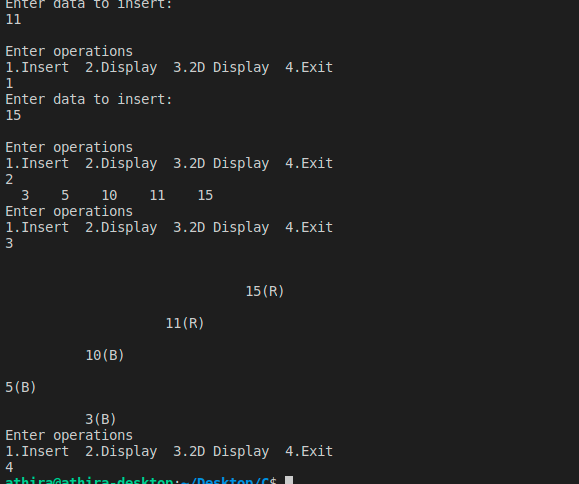 Enter data to insert:
11
Enter operations
1.Insert  2.Display  3.2D Display  4.Exit
1
Enter data to insert:
15
Enter operations
1.Insert  2.Display  3.2D Display  4.Exit
2
3    5    10    11    15
Enter operations
1.Insert  2.Display  3.2D Display  4.Exit
3
15(R)
11(R)
10(B)
5(B)
3(B)
Enter operations
1.Insert  2.Display  3.2D Display  4.Exit
4
athira@athira-desktop:~/Desktop/C$